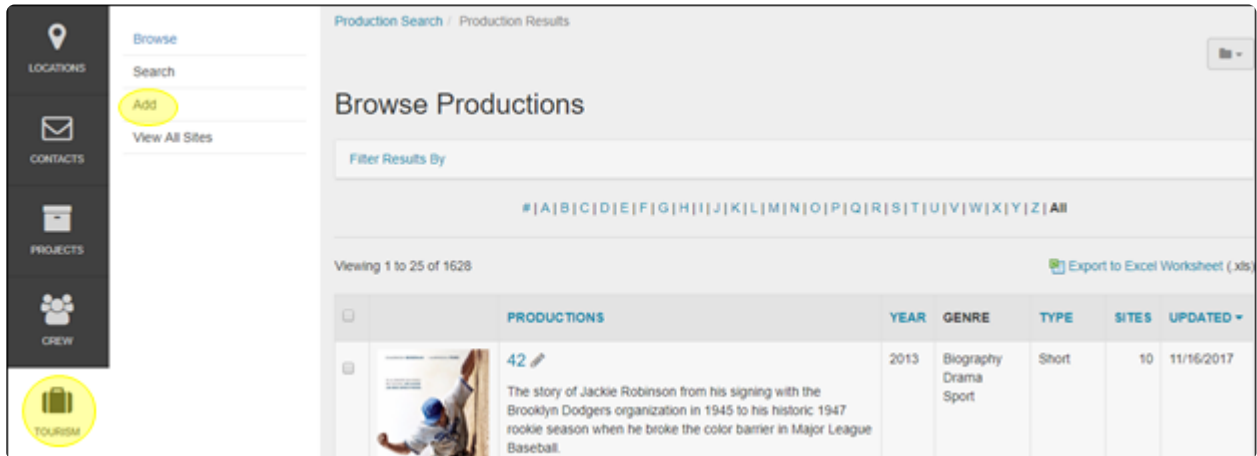 LOCATIONS
CONTACTS
PROJECTS
CREW
TOURISM
Browse
Search
Add
View All Sites
Production Search / Production Results
Browse Productions
Filter Results By
# | A | B | C | D | E | F | G | H | I | J | K | L | M | N | O | P | Q | R | S | T | U | V | W | X | Y | Z | All
Viewing 1 to 25 of 1628
Export to Excel Worksheet (.xls)
PRODUCTIONS YEAR GENRE TYPE SITES UPDATED
42 2013 Biography Short 10 11/16/2017
Drama
Sport
The story of Jackie Robinson from his signing with the
Brooklyn Dodgers organization in 1945 to his historic 1947
rookie season when he broke the color barrier in Major League
Baseball.